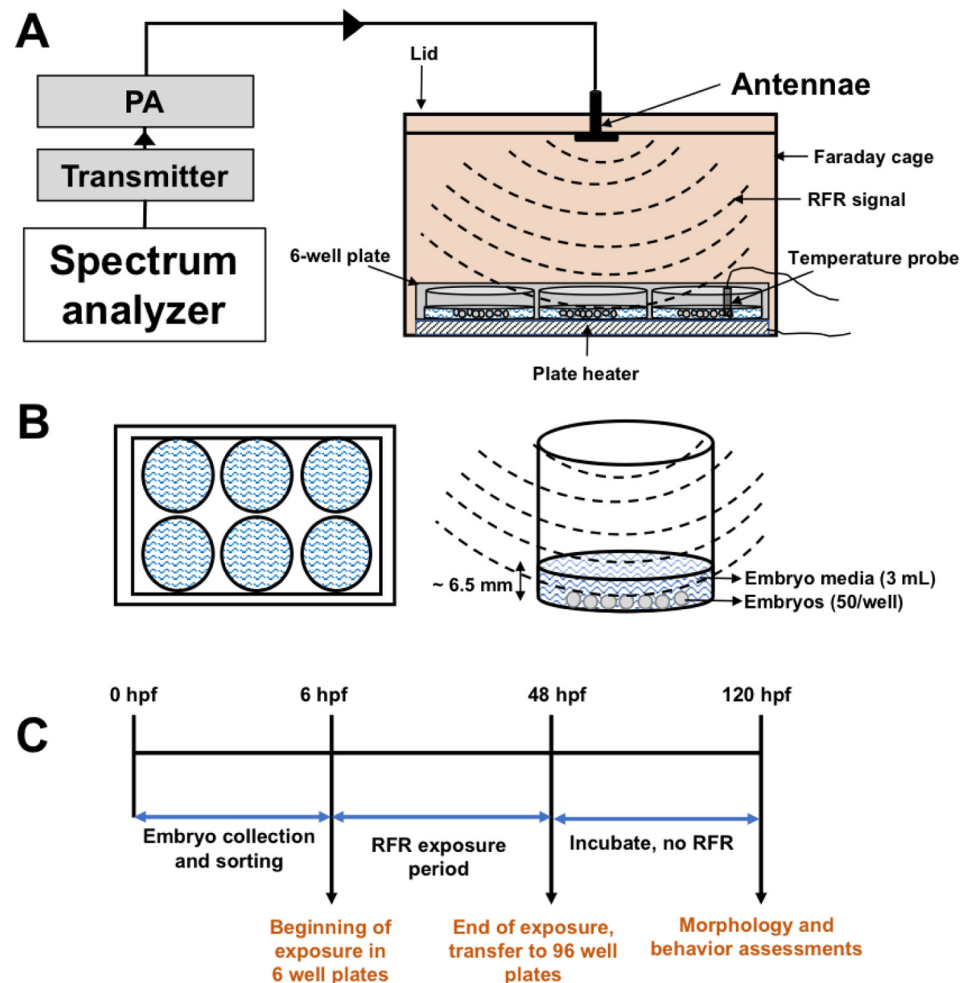 A
PA
Transmitter
Spectrum
analyzer
Lid
Antennae
Faraday cage
RFR signal
6-well plate
Temperature probe
Plate heater
B
~ 6.5 mm
Embryo media (3 mL)
Embryos (50/well)
C
0 hpf
6 hpf
48 hpf
120 hpf
Embryo collection
and sorting
RFR exposure
period
Incubate, no RFR
Beginning of
exposure in
6 well plates
End of exposure,
transfer to 96 well
plates
Morphology and
behavior assessments